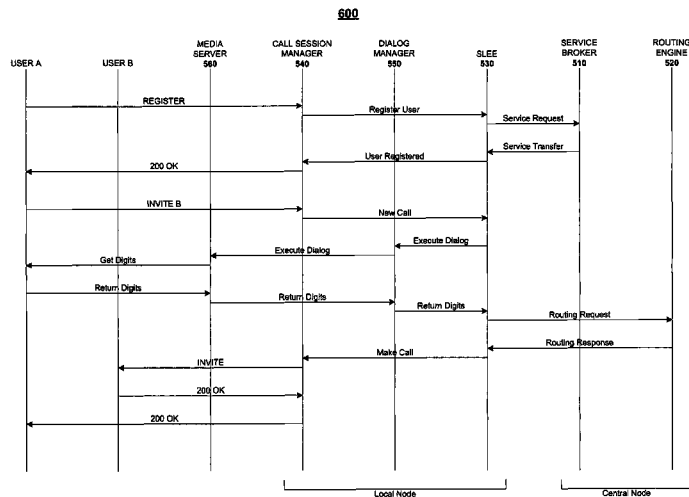 600
USER A
USER B
MEDIA
SERVER
560
CALL SESSION
MANAGER
540
DIALOG
MANAGER
550
SLEE
530
SERVICE
BROKER
510
ROUTING
ENGINE
520
REGISTER
Register User
Service Request
Service Transfer
User Registered
200 OK
INVITE B
New Call
Execute Dialog
Execute Dialog
Get Digits
Return Digits
Return Digits
Return Digits
Routing Request
Routing Response
Make Call
INVITE
200 OK
200 OK
Local Node
Central Node